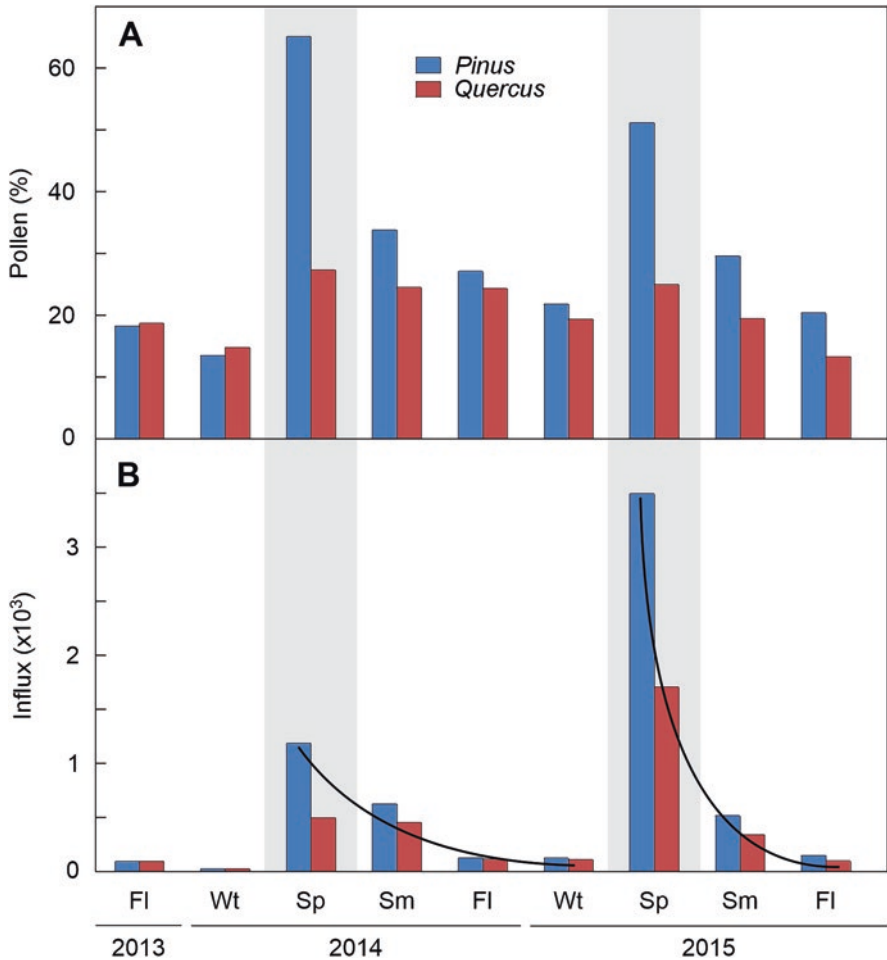 A
Pinus
Quercus
Pollen (%)
60
40
20
0
B
Influx (x10³)
3
2
1
0
Fl Wt Sp Sm Fl Wt Sp Sm Fl
2013 2014 2015